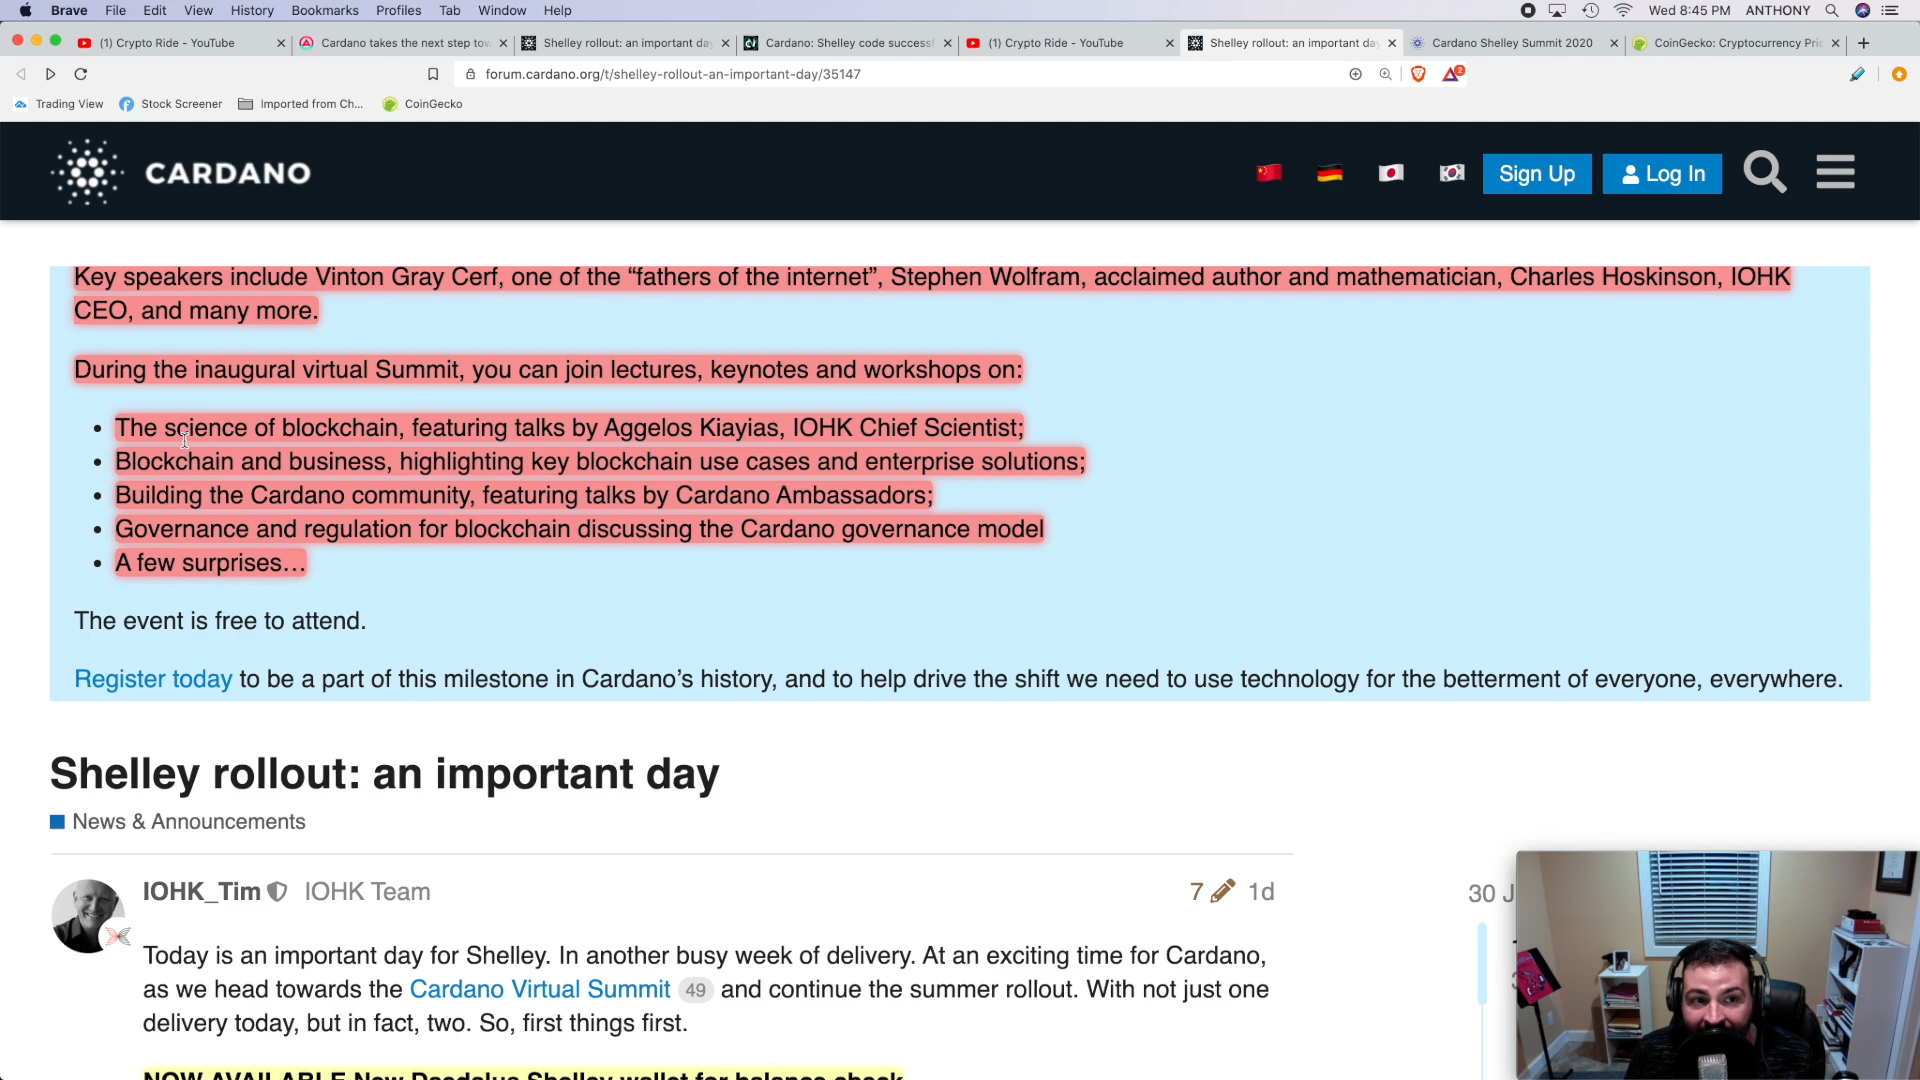 Brave File Edit View History Bookmarks Profiles Tab Window Help Wed 8:45 PM ANTHONY
(1) Crypto Ride - YouTube Cardano takes the next step tow Shelley rollout: an important day Cardano: Shelley code successf (1) Crypto Ride - YouTube Shelley rollout: an important day Cardano Shelley Summit 2020 CoinGecko: Cryptocurrency Pric
forum.cardano.org/t/shelley-rollout-an-important-day/35147 2
Trading View Stock Screener Imported from Ch... CoinGecko
CARDANO Sign Up Log In
Key speakers include Vinton Gray Cerf, one of the “fathers of the internet”, Stephen Wolfram, acclaimed author and mathematician, Charles Hoskinson, IOHK
CEO, and many more.
During the inaugural virtual Summit, you can join lectures, keynotes and workshops on:
• The science of blockchain, featuring talks by Aggelos Kiayias, IOHK Chief Scientist;
• Blockchain and business, highlighting key blockchain use cases and enterprise solutions;
• Building the Cardano community, featuring talks by Cardano Ambassadors;
• Governance and regulation for blockchain discussing the Cardano governance model
• A few surprises…
The event is free to attend.
Register today to be a part of this milestone in Cardano’s history, and to help drive the shift we need to use technology for the betterment of everyone, everywhere.
Shelley rollout: an important day
News & Announcements
IOHK_Tim IOHK Team 7 1d 30 J
Today is an important day for Shelley. In another busy week of delivery. At an exciting time for Cardano,
as we head towards the Cardano Virtual Summit 49 and continue the summer rollout. With not just one
delivery today, but in fact, two. So, first things first.
NOW AVAILABLE New Daedalus Shelley wallet for balance check